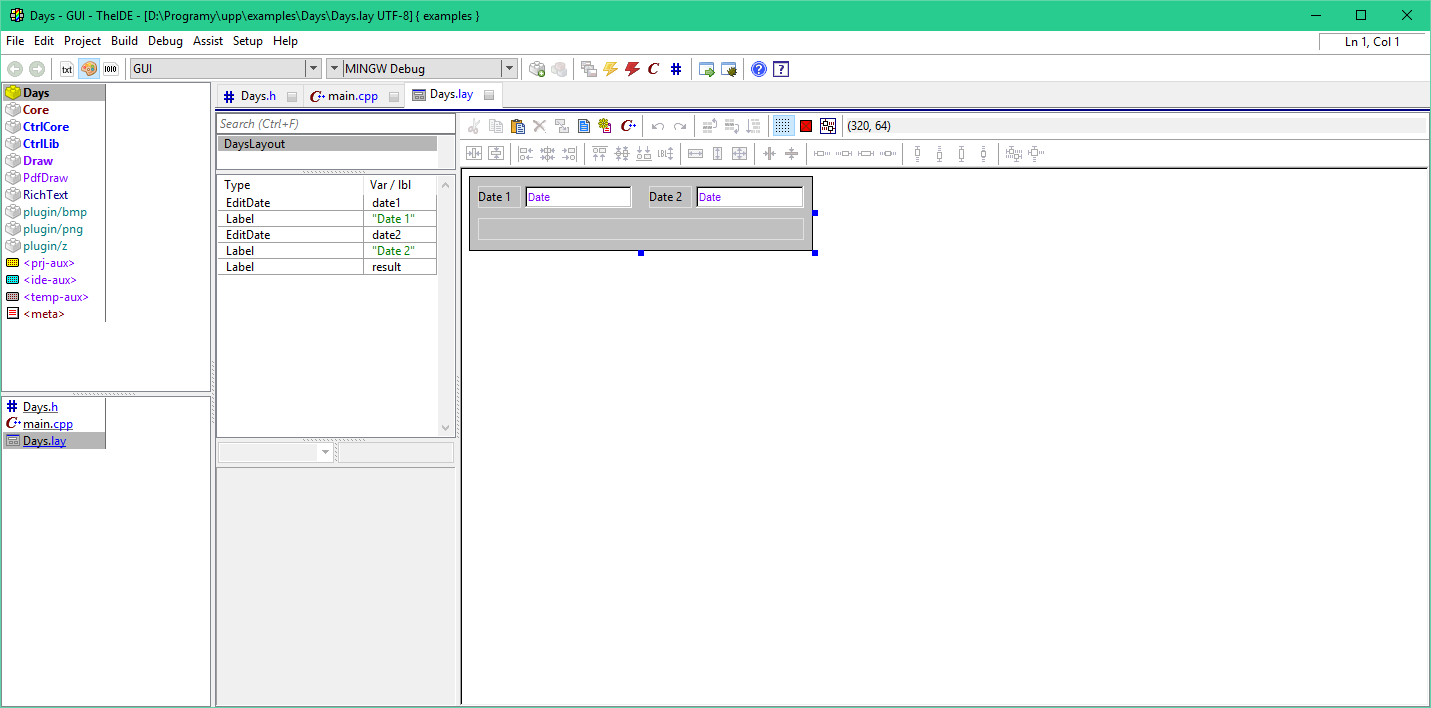 Days - GUI - TheIDE - [D:\Programy\upp\examples\Days\Days.lay UTF-8] { examples }
File Edit Project Build Debug Assist Setup Help
Ln 1, Col 1
txt
GUI
MINGW Debug
Days
Core
CtrlCore
CtrlLib
Draw
PdfDraw
RichText
plugin/bmp
plugin/png
plugin/z
<prj-aux>
<ide-aux>
<temp-aux>
<meta>
Days.h
main.cpp
Days.lay
Days.h
main.cpp
Days.lay
Search (Ctrl+F)
DaysLayout
Type Var / lbl
EditDate date1
Label "Date 1"
EditDate date2
Label "Date 2"
Label result
(320, 64)
Date 1 Date Date 2 Date